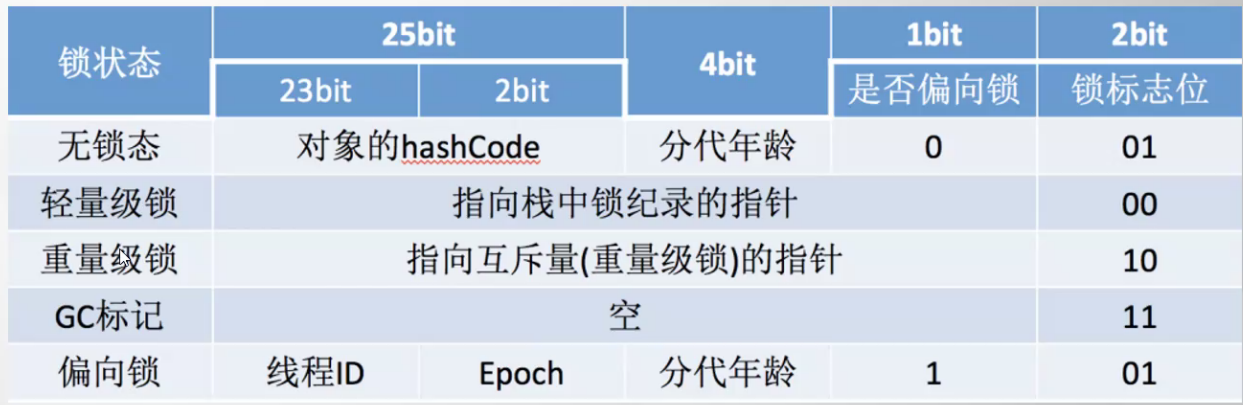 锁状态 25bit 4bit 1bit 2bit
23bit 2bit 是否偏向锁 锁标志位
无锁态 对象的hashCode 分代年龄 0 01
轻量级锁 指向栈中锁纪录的指针 00
重量级锁 指向互斥量(重量级锁)的指针 10
GC标记 空 11
偏向锁 线程ID Epoch 分代年龄 1 01